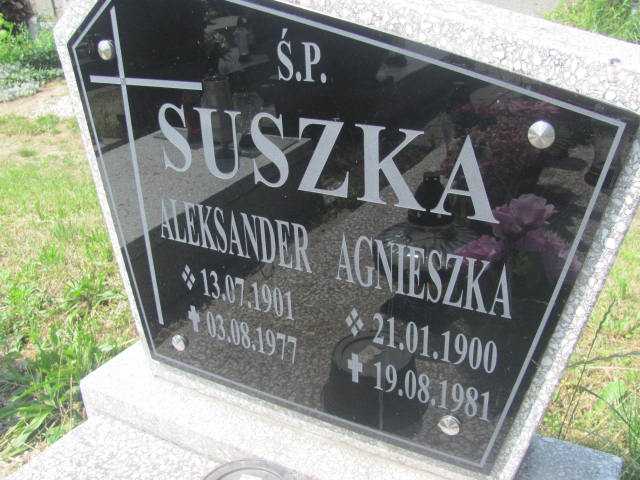 Ś.P.
SUSZKA
ALEKSANDER AGNIESZKA
13.07.1901 21.01.1900
03.08.1977 19.08.1981